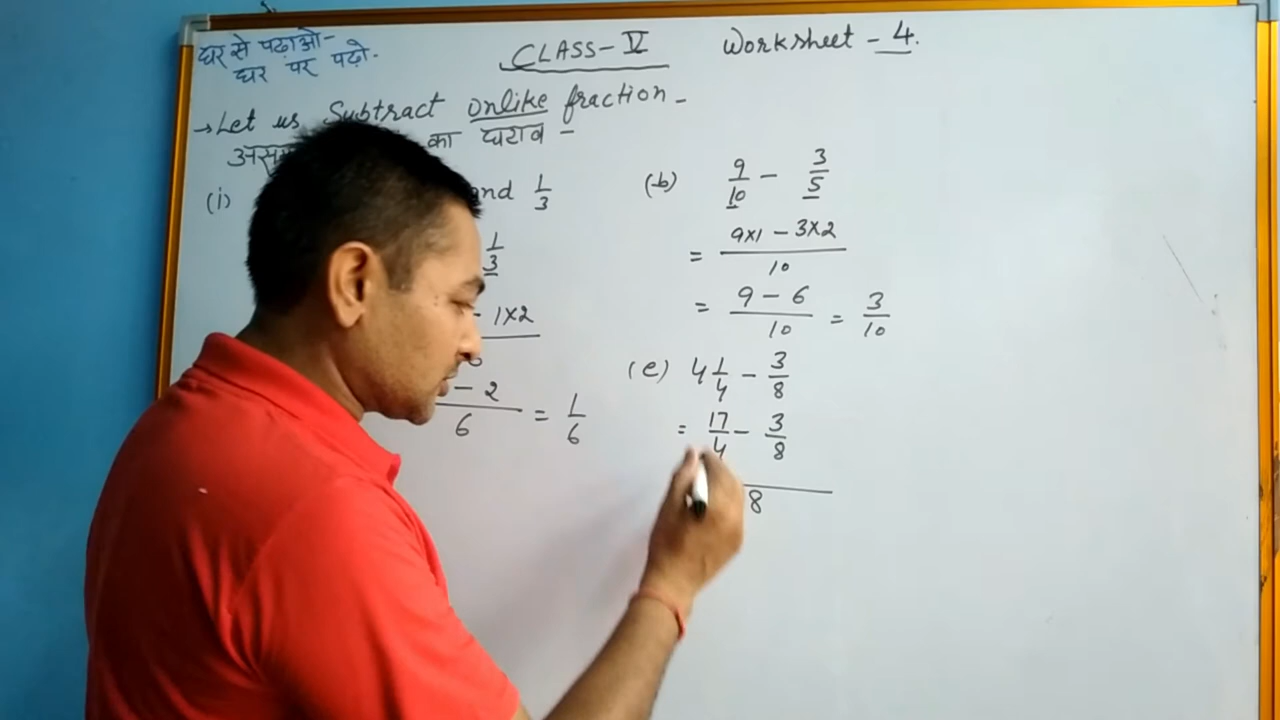 घर से पढ़ाओ-
घर पर पढ़ो.
CLASS-V Worksheet - 4.
→ Let us Subtract unlike fraction -
का घटाव -
(i) and 1/3
1/3
- 1×2
- 2 / 6 = 1/6
(b) 9/10 - 3/5
= 9×1 - 3×2 / 10
= 9 - 6 / 10 = 3/10
(e) 4 1/4 - 3/8
= 17/4 - 3/8
8